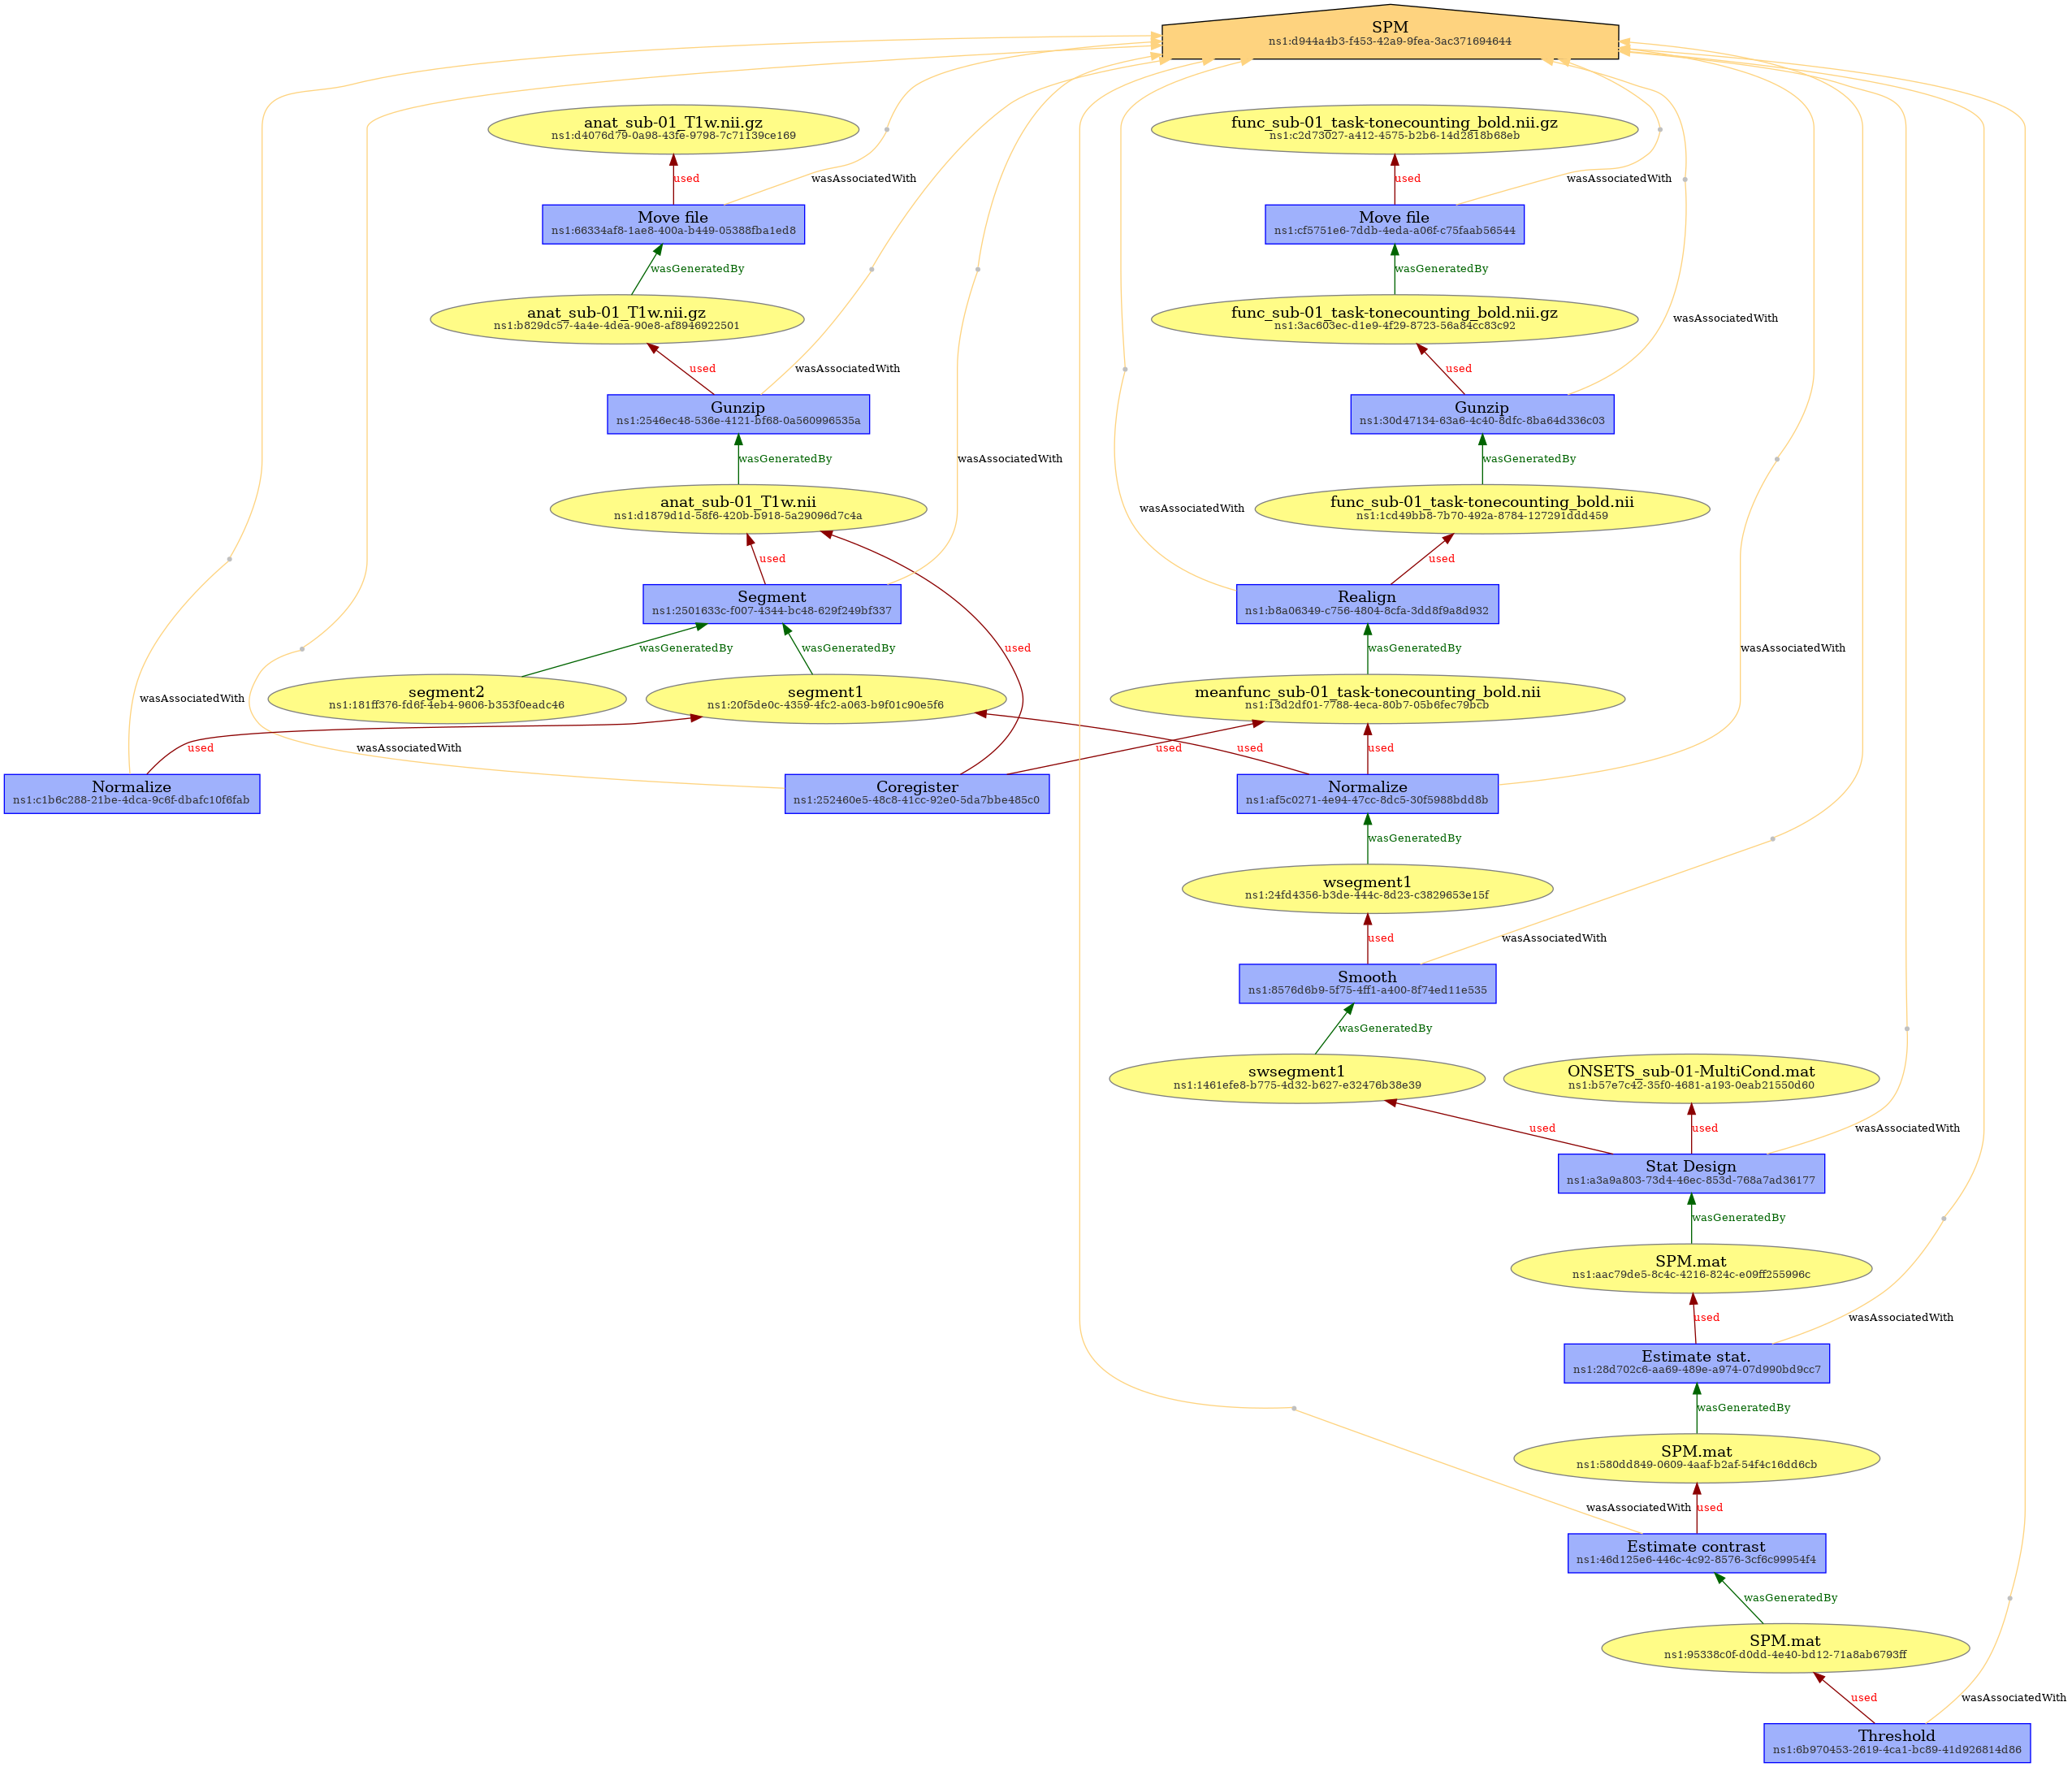 SPM
ns1:d944a4b3-f453-42a9-9fea-3ac371694644
anat_sub-01_T1w.nii.gz
ns1:d4076d79-0a98-43fe-9798-7c71139ce169
func_sub-01_task-tonecounting_bold.nii.gz
ns1:c2d73027-a412-4575-b2b6-14d2818b68eb
used
wasAssociatedWith
used
wasAssociatedWith
Move file
ns1:66334af8-1ae8-400a-b449-05388fba1ed8
Move file
ns1:cf5751e6-7ddb-4eda-a06f-c75faab56544
wasGeneratedBy
wasGeneratedBy
anat_sub-01_T1w.nii.gz
ns1:b829dc57-4a4e-4dea-90e8-af8946922501
func_sub-01_task-tonecounting_bold.nii.gz
ns1:3ac603ec-d1e9-4f29-8723-56a84cc83c92
wasAssociatedWith
used
wasAssociatedWith
used
Gunzip
ns1:2546ec48-536e-4121-bf68-0a560996535a
Gunzip
ns1:30d47134-63a6-4c40-8dfc-8ba64d336c03
wasGeneratedBy
wasAssociatedWith
wasGeneratedBy
anat_sub-01_T1w.nii
ns1:d1879d1d-58f6-420b-b918-5a29096d7c4a
wasAssociatedWith
func_sub-01_task-tonecounting_bold.nii
ns1:1cd49bb8-7b70-492a-8784-127291ddd459
used
used
Segment
ns1:2501633c-f007-4344-bc48-629f249bf337
Realign
ns1:b8a06349-c756-4804-8cfa-3dd8f9a8d932
wasGeneratedBy
wasGeneratedBy
used
wasGeneratedBy
wasAssociatedWith
segment2
ns1:181ff376-fd6f-4eb4-9606-b353f0eadc46
segment1
ns1:20f5de0c-4359-4fc2-a063-b9f01c90e5f6
meanfunc_sub-01_task-tonecounting_bold.nii
ns1:13d2df01-7788-4eca-80b7-05b6fec79bcb
wasAssociatedWith
used
wasAssociatedWith
used
used
used
Normalize
ns1:c1b6c288-21be-4dca-9c6f-dbafc10f6fab
Coregister
ns1:252460e5-48c8-41cc-92e0-5da7bbe485c0
Normalize
ns1:af5c0271-4e94-47cc-8dc5-30f5988bdd8b
wasGeneratedBy
wsegment1
ns1:24fd4356-b3de-444c-8d23-c3829653e15f
used
wasAssociatedWith
Smooth
ns1:8576d6b9-5f75-4ff1-a400-8f74ed11e535
wasGeneratedBy
swsegment1
ns1:1461efe8-b775-4d32-b627-e32476b38e39
ONSETS_sub-01-MultiCond.mat
ns1:b57e7c42-35f0-4681-a193-0eab21550d60
used
used
wasAssociatedWith
Stat Design
ns1:a3a9a803-73d4-46ec-853d-768a7ad36177
wasGeneratedBy
SPM.mat
ns1:aac79de5-8c4c-4216-824c-e09ff255996c
used
wasAssociatedWith
Estimate stat.
ns1:28d702c6-aa69-489e-a974-07d990bd9cc7
wasGeneratedBy
SPM.mat
ns1:580dd849-0609-4aaf-b2af-54f4c16dd6cb
wasAssociatedWith
used
Estimate contrast
ns1:46d125e6-446c-4c92-8576-3cf6c99954f4
wasGeneratedBy
SPM.mat
ns1:95338c0f-d0dd-4e40-bd12-71a8ab6793ff
used
wasAssociatedWith
Threshold
ns1:6b970453-2619-4ca1-bc89-41d926814d86